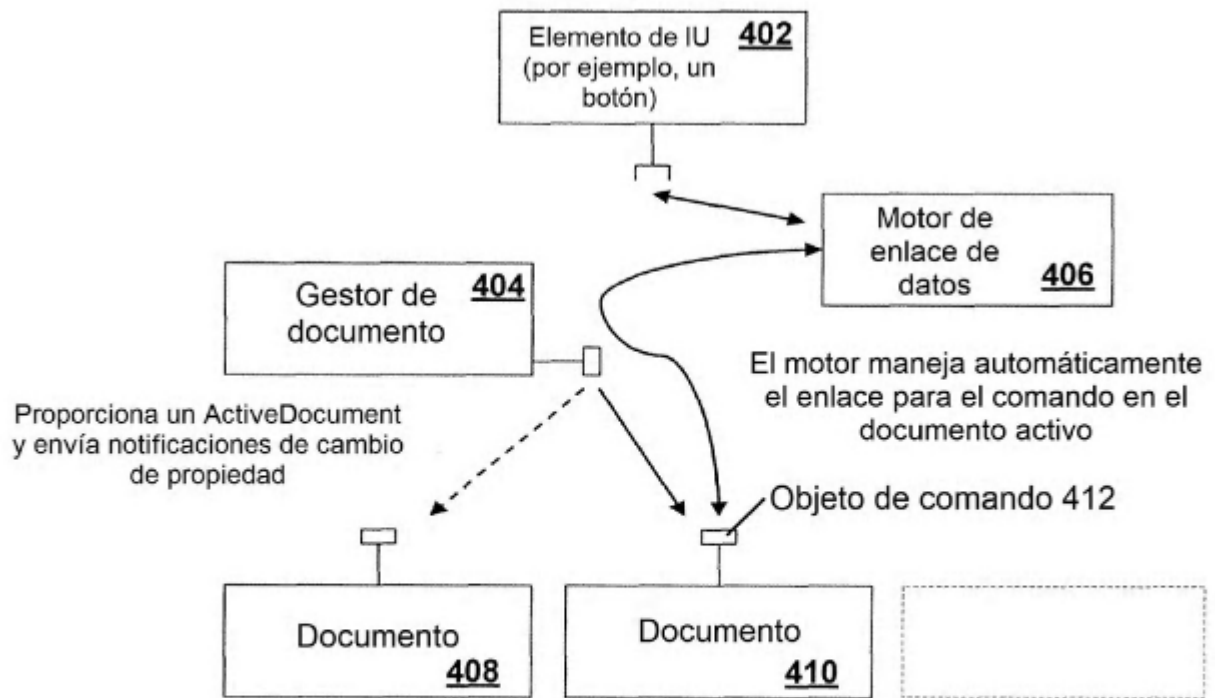 Elemento de IU 402
(por ejemplo, un
botón)
Motor de
enlace de
datos 406
Gestor de 404
documento
El motor maneja automáticamente
el enlace para el comando en el
documento activo
Proporciona un ActiveDocument
y envía notificaciones de cambio
de propiedad
Objeto de comando 412
Documento
408
Documento
410